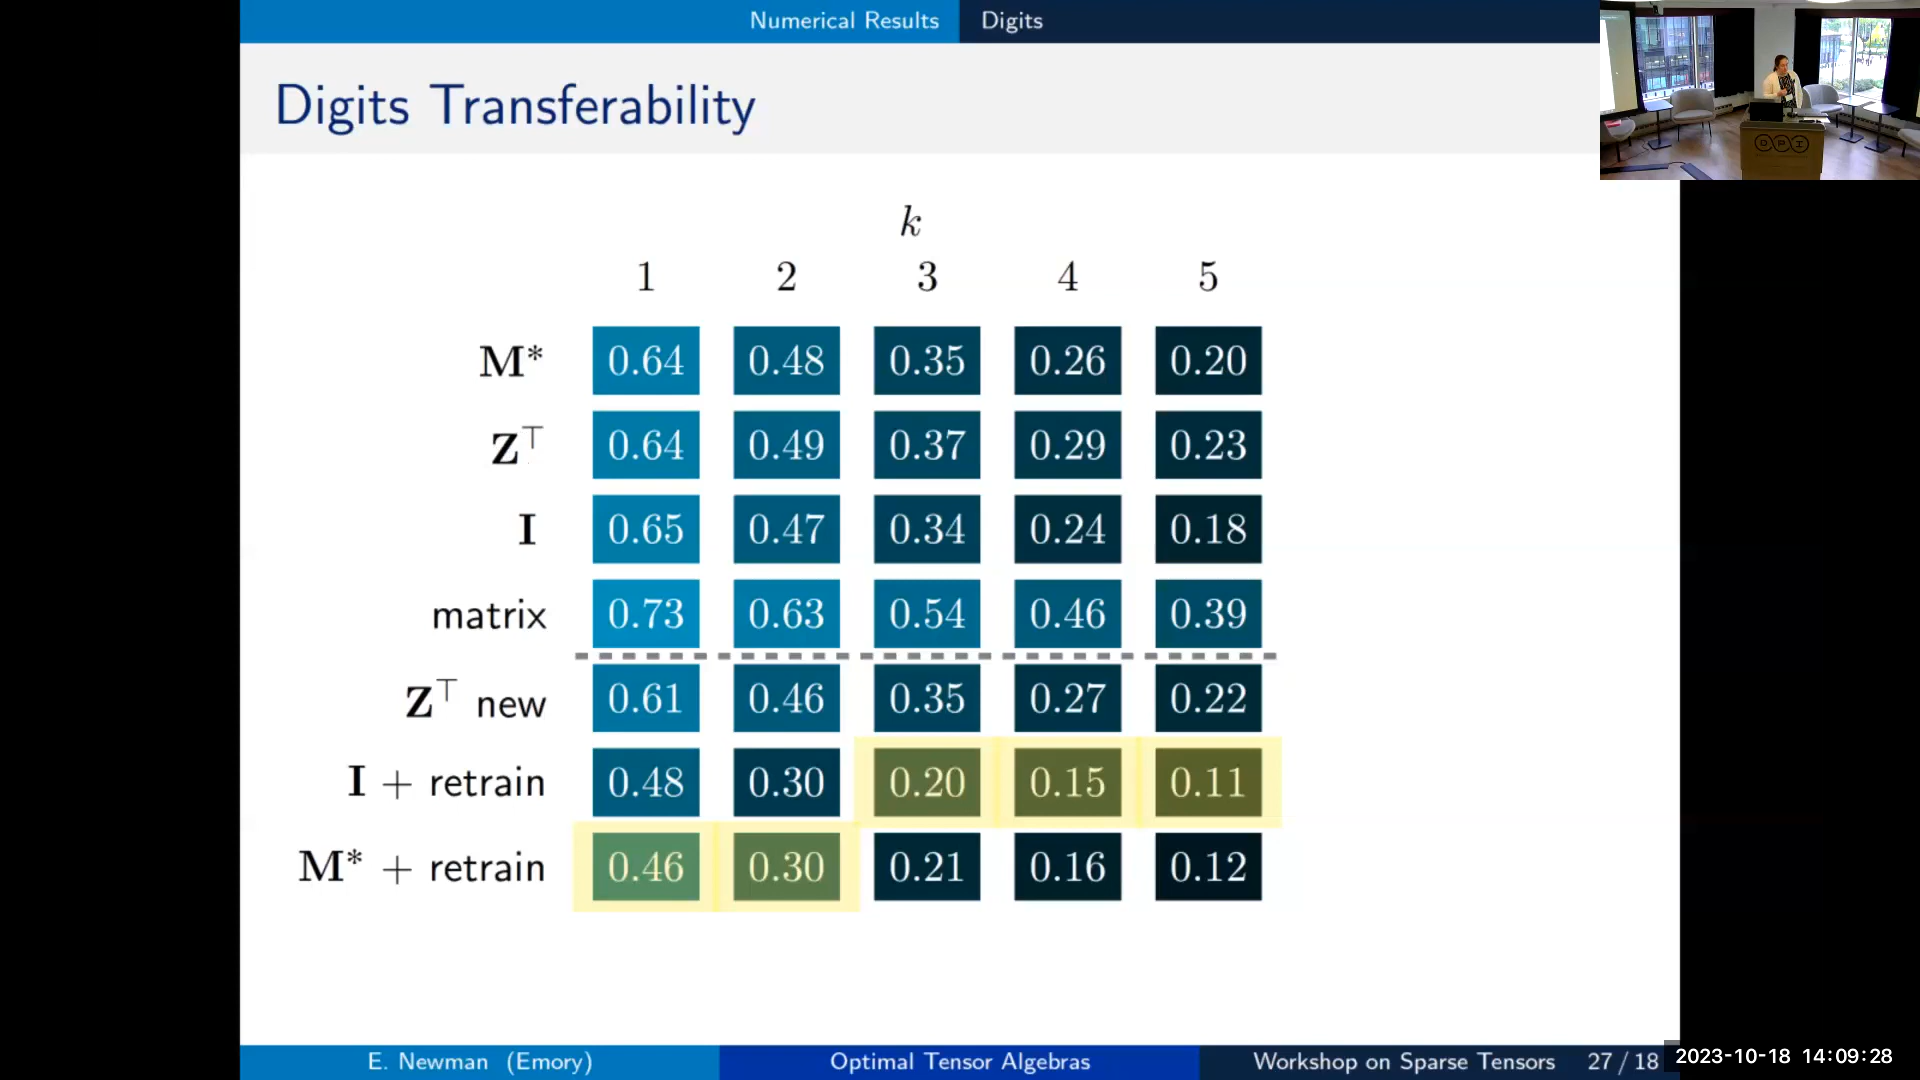 Numerical Results Digits
Digits Transferability
k
1 2 3 4 5
M* 0.64 0.48 0.35 0.26 0.20
Z⊤ 0.64 0.49 0.37 0.29 0.23
I 0.65 0.47 0.34 0.24 0.18
matrix 0.73 0.63 0.54 0.46 0.39
Z⊤ new 0.61 0.46 0.35 0.27 0.22
I + retrain 0.48 0.30 0.20 0.15 0.11
M* + retrain 0.46 0.30 0.21 0.16 0.12
E. Newman (Emory) Optimal Tensor Algebras Workshop on Sparse Tensors 27 / 18
2023-10-18 14:09:28
OPI